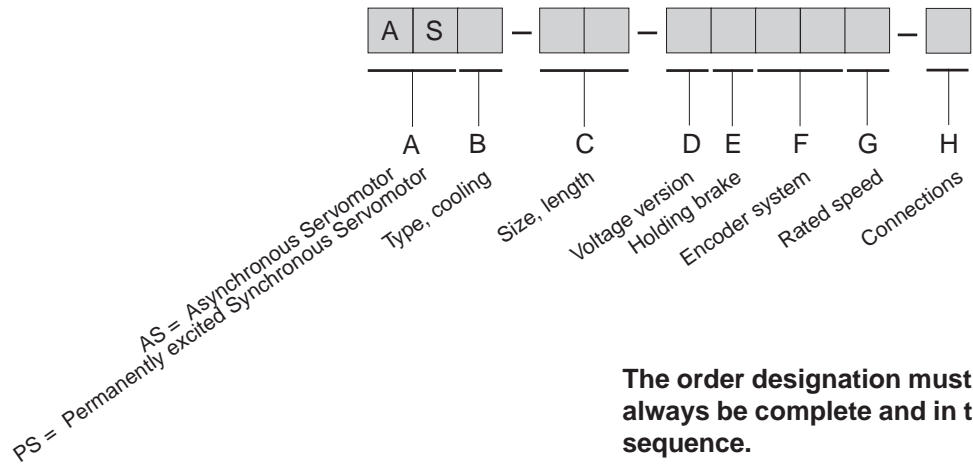 A S – – –
A B C D E F G H
AS = Asynchronous Servomotor
PS = Permanently excited Synchronous Servomotor
Type, cooling
Size, length
Voltage version
Holding brake
Encoder system
Rated speed
Connections
The order designation must
always be complete and in t
sequence.